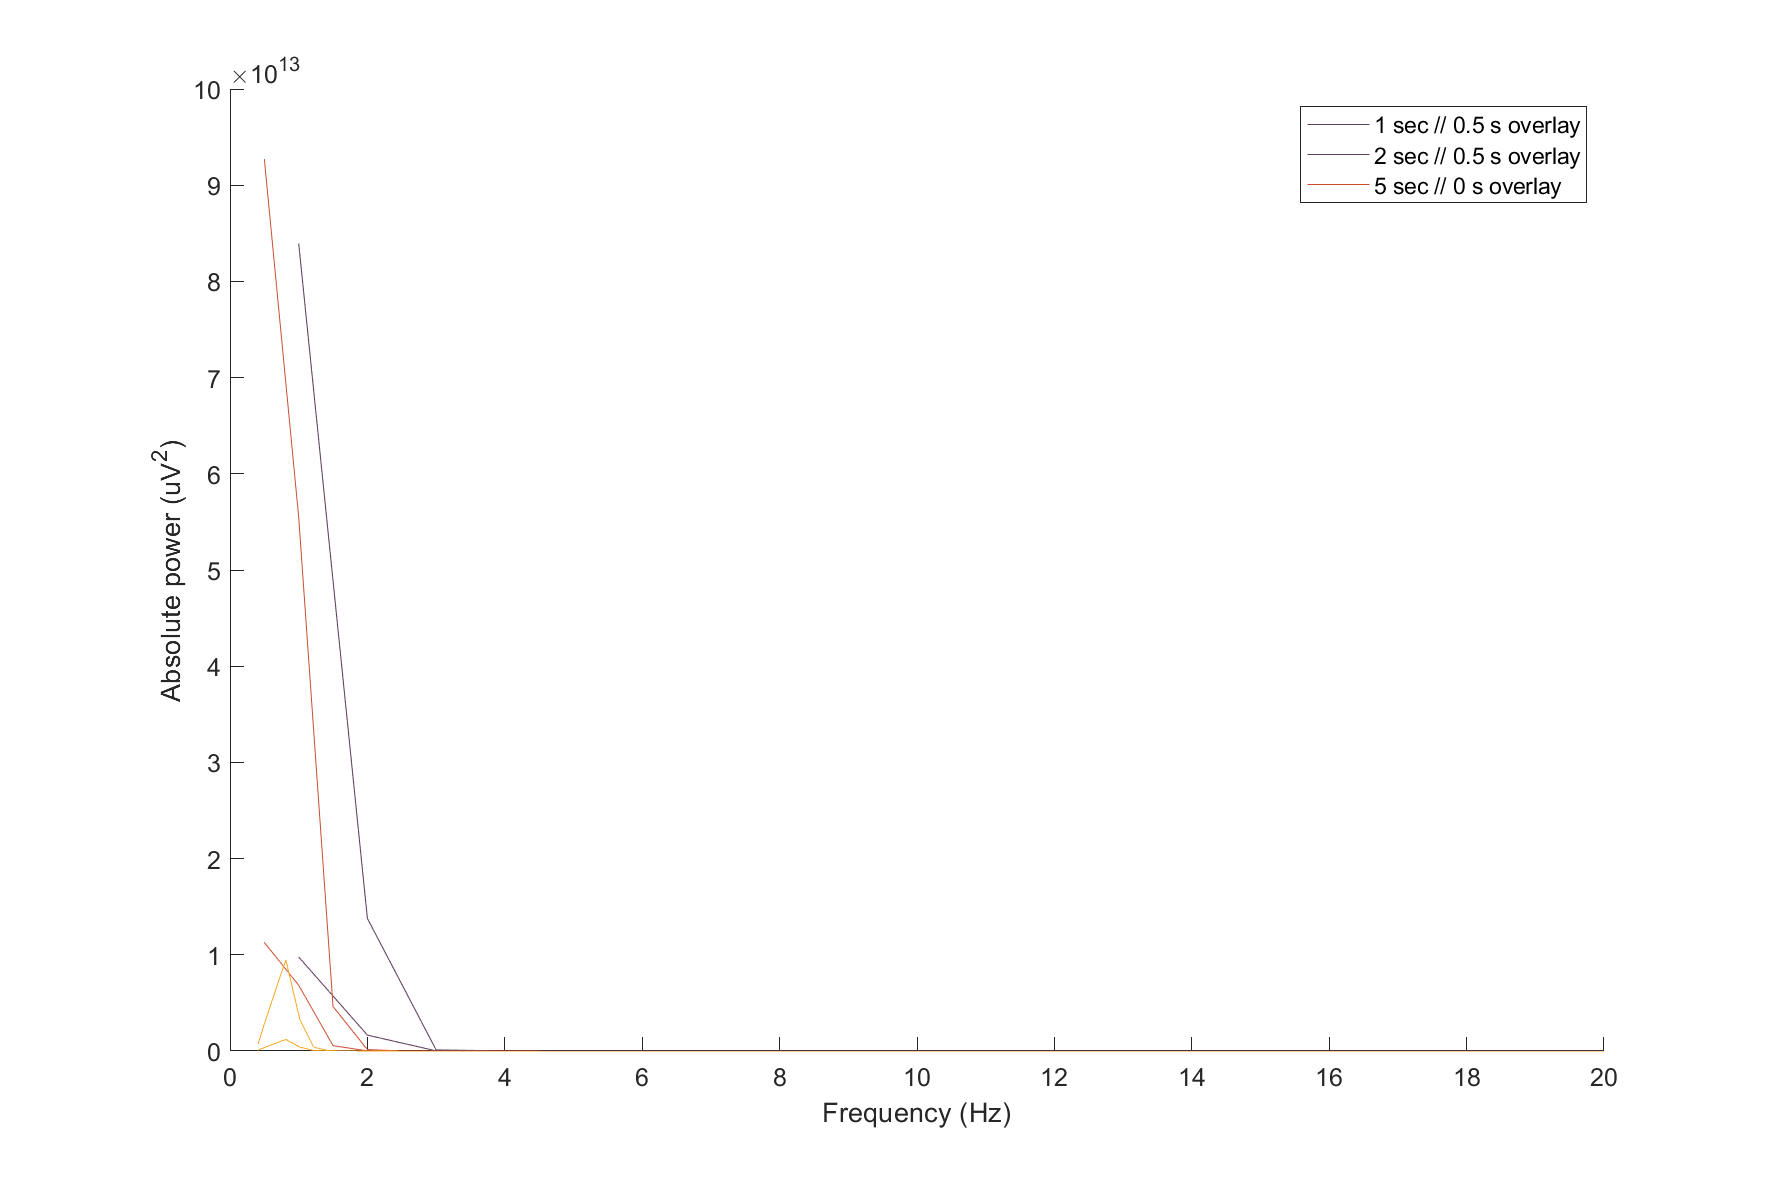 ×10^13
10
9
8
7
6
5
4
3
2
1
0
Absolute power (uV^2)
0 2 4 6 8 10 12 14 16 18 20
Frequency (Hz)
1 sec // 0.5 s overlay
2 sec // 0.5 s overlay
5 sec // 0 s overlay